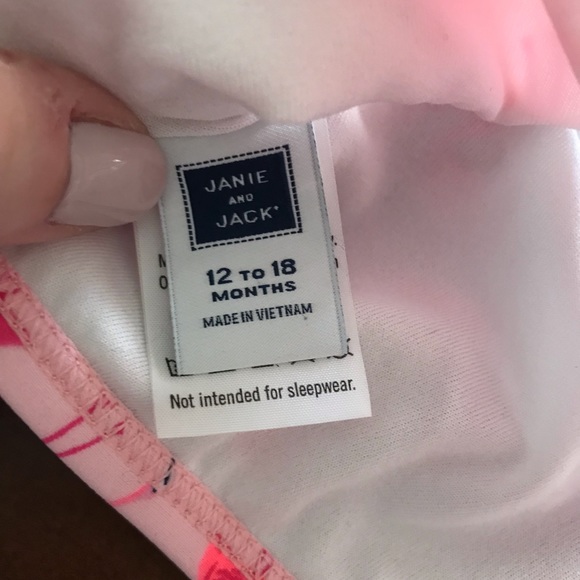 JANIE
AND
JACK
12 TO 18
MONTHS
MADE IN VIETNAM
Not intended for sleepwear.